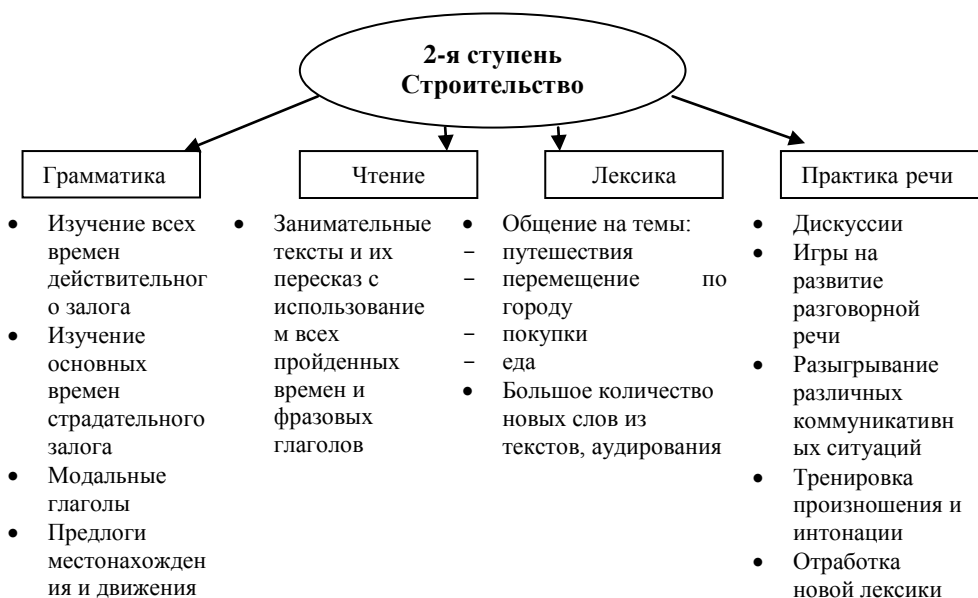 2-я ступень
Строительство
Грамматика
Чтение
Лексика
Практика речи
• Изучение всех
времен
действительног
о залога
• Изучение
основных
времен
страдательного
залога
• Модальные
глаголы
• Предлоги
местонахожден
ия и движения
• Занимательные
тексты и их
пересказ с
использование
м всех
пройденных
времен и
фразовых
глаголов
• Общение на темы:
– путешествия
– перемещение по
городу
– покупки
– еда
• Большое количество
новых слов из
текстов, аудирования
• Дискуссии
• Игры на
развитие
разговорной
речи
• Разыгрывание
различных
коммуникативн
ых ситуаций
• Тренировка
произношения и
интонации
• Отработка
новой лексики